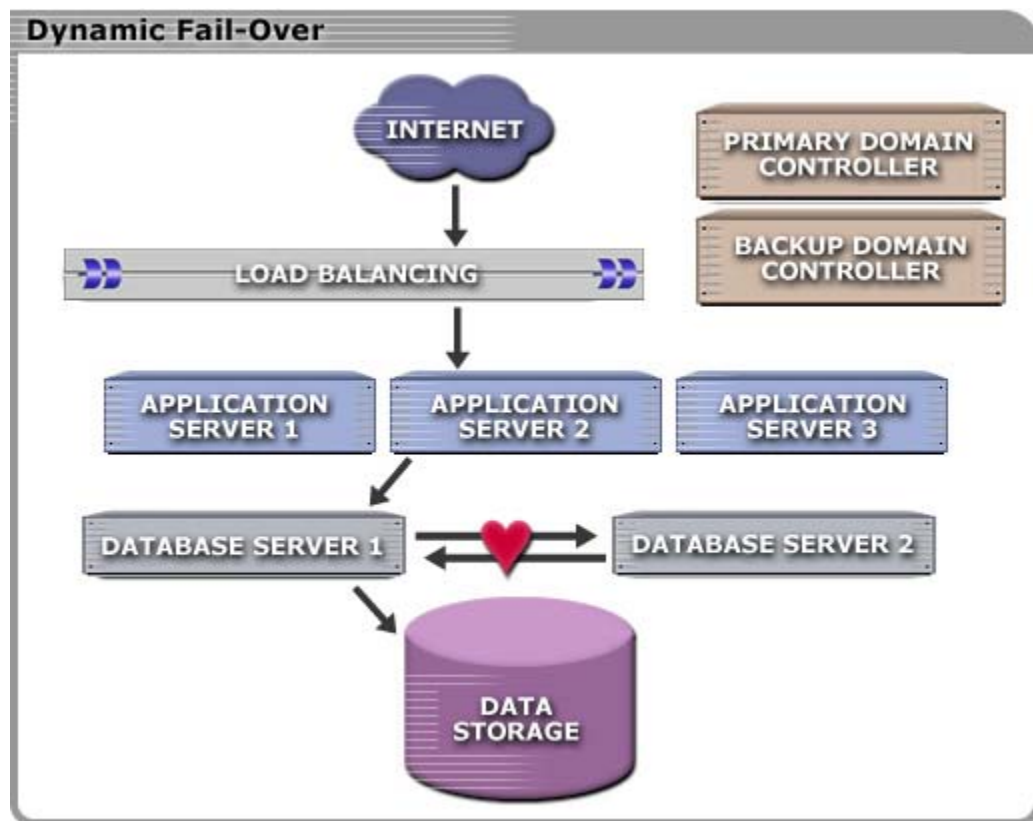 Dynamic Fail-Over
INTERNET
PRIMARY DOMAIN
CONTROLLER
BACKUP DOMAIN
CONTROLLER
LOAD BALANCING
APPLICATION
SERVER 1
APPLICATION
SERVER 2
APPLICATION
SERVER 3
DATABASE SERVER 1
DATABASE SERVER 2
DATA
STORAGE